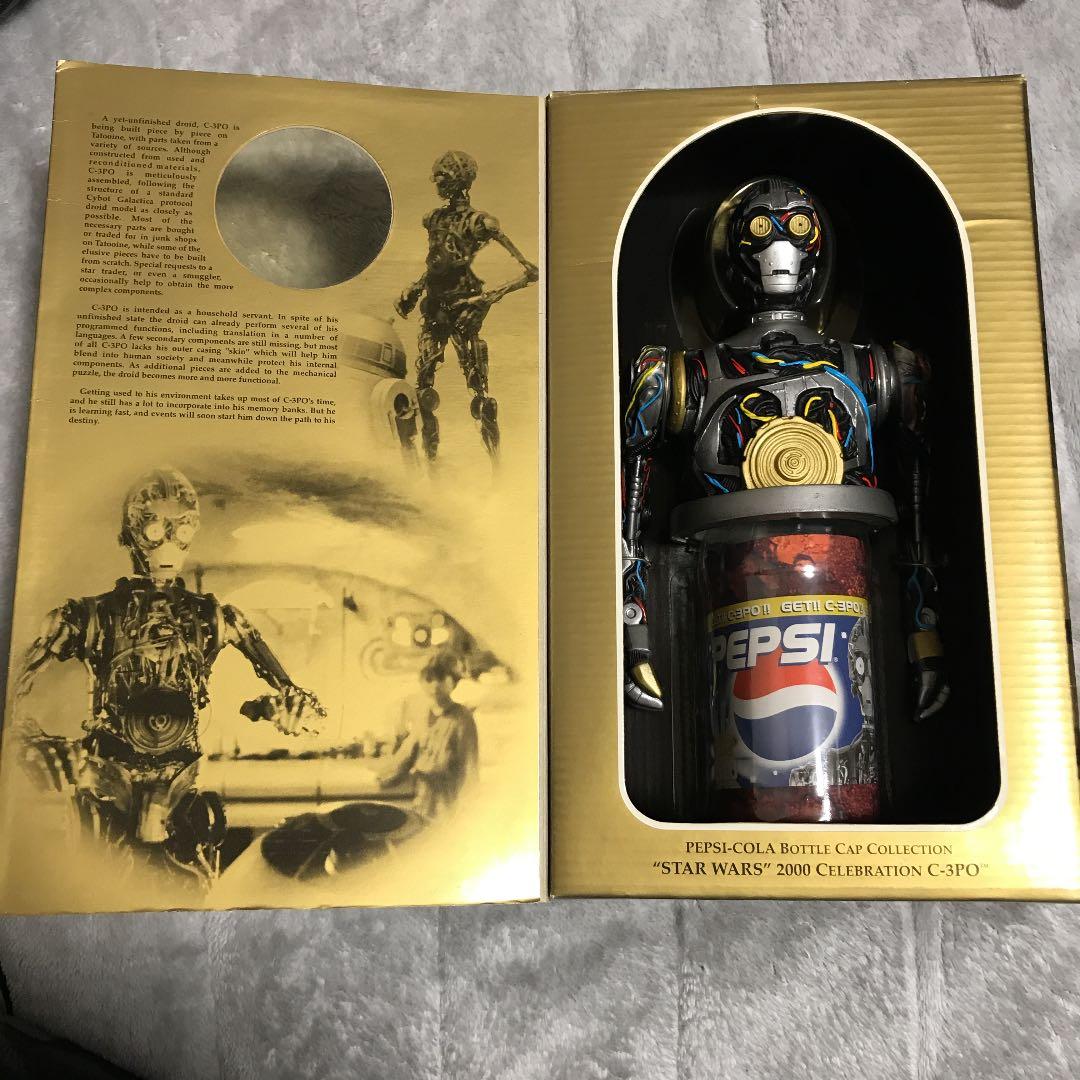 A yet-unfinished droid, C-3PO is
being built piece by piece on
Tatooine, with parts taken from a
variety of sources. Although
constructed from used and
reconditioned materials,
C-3PO is meticulously
assembled, following the
structure of a standard
Cybot Galactica protocol
droid model as closely as
possible. Most of the
necessary parts are bought
or traded for in junk shops
on Tatooine, while some of the
elusive pieces have to be built
from scratch. Special requests to a
star trader, or even a smuggler,
occasionally help to obtain the more
complex components.
C-3PO is intended as a household servant. In spite of his
unfinished state the droid can already perform several of his
programmed functions, including translation in a number of
languages. A few secondary components are still missing, but most
of all C-3PO lacks his outer casing "skin" which will help him
blend into human society and meanwhile protect his internal
components. As additional pieces are added to the mechanical
puzzle, the droid becomes more and more functional.
Getting used to his environment takes up most of C-3PO's time,
and he still has a lot to incorporate into his memory banks. But he
is learning fast, and events will soon start him down the path to his
destiny.
C-3PO!! GET!! C-3PO!
PEPSI
PEPSI-COLA BOTTLE CAP COLLECTION
"STAR WARS" 2000 CELEBRATION C-3PO™